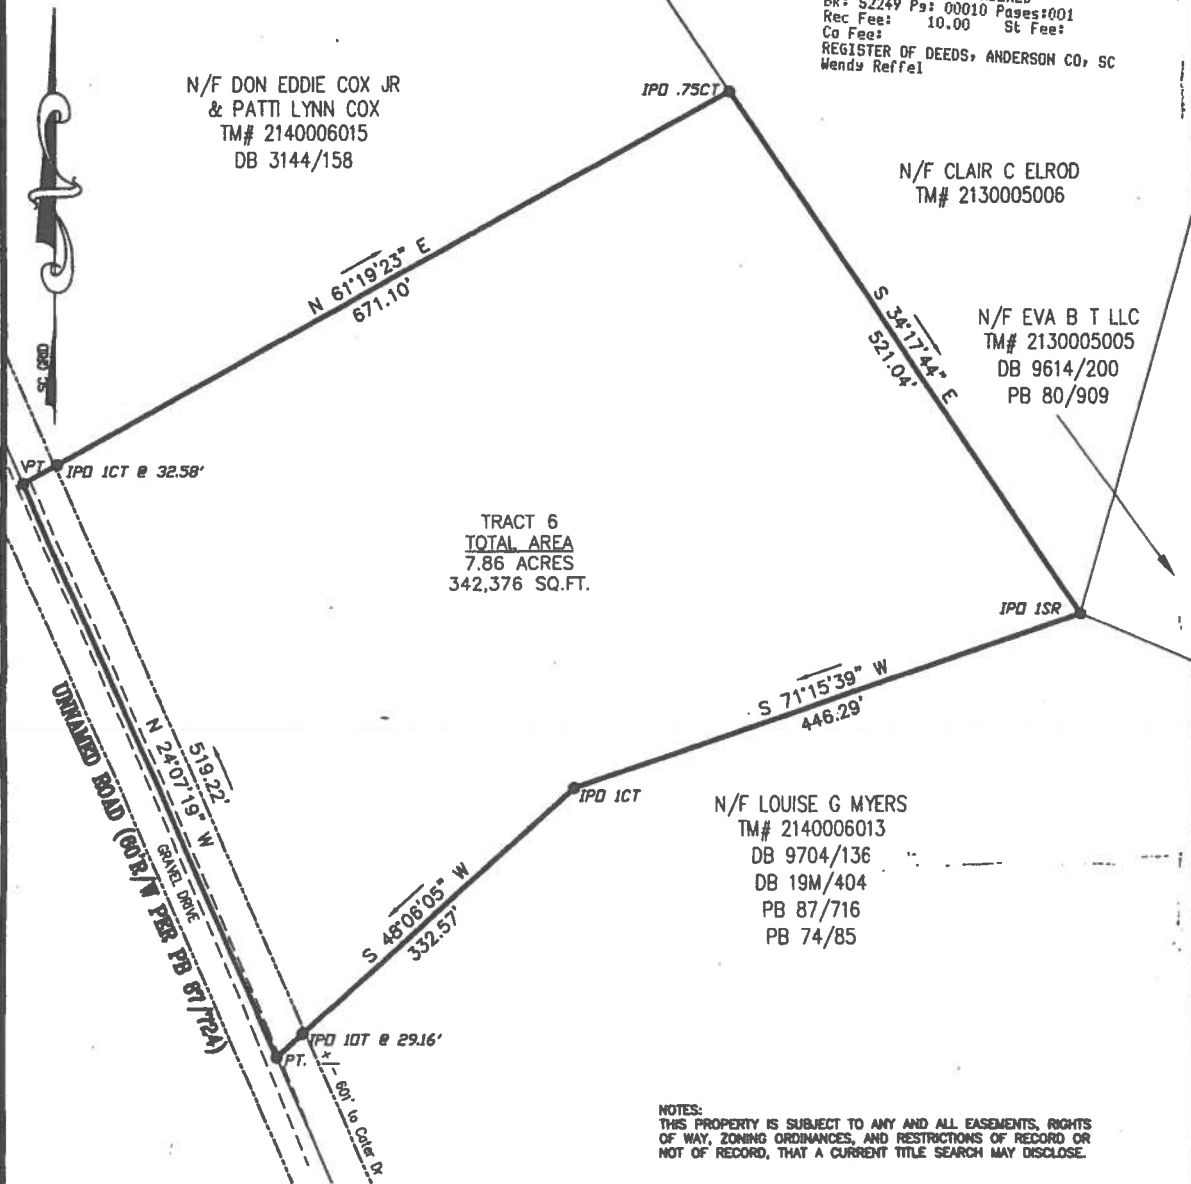 BK: 52249 Pg: 00010 Pages:001
Rec Fee: 10.00 St Fee:
Co Fee:
REGISTER OF DEEDS, ANDERSON CO, SC
Wendy Reffel
N/F DON EDDIE COX JR
& PATTI LYNN COX
TM# 2140006015
DB 3144/158
IPO .75CT
N/F CLAIR C ELROD
TM# 2130005006
N 61°19'23" E
671.10'
S 34°17'44" E
521.04'
N/F EVA B T LLC
TM# 2130005005
DB 9614/200
PB 80/909
SC GRID
PT.
IPO 1CT @ 32.58'
TRACT 6
TOTAL AREA
7.86 ACRES
342,376 SQ.FT.
IPO 1SR
S 71°15'39" W
446.29'
519.22'
N 24°07'19" W
UNNAMED ROAD (60'R/W PER PB 87/724)
GRAVEL DRIVE
IPO 1CT
N/F LOUISE G MYERS
TM# 2140006013
DB 9704/136
DB 19M/404
PB 87/716
PB 74/85
S 48°06'05" W
332.57'
IPO 1OT @ 29.16'
PT.
+/- 601' to Cater Dr
NOTES:
THIS PROPERTY IS SUBJECT TO ANY AND ALL EASEMENTS, RIGHTS
OF WAY, ZONING ORDINANCES, AND RESTRICTIONS OF RECORD OR
NOT OF RECORD, THAT A CURRENT TITLE SEARCH MAY DISCLOSE.